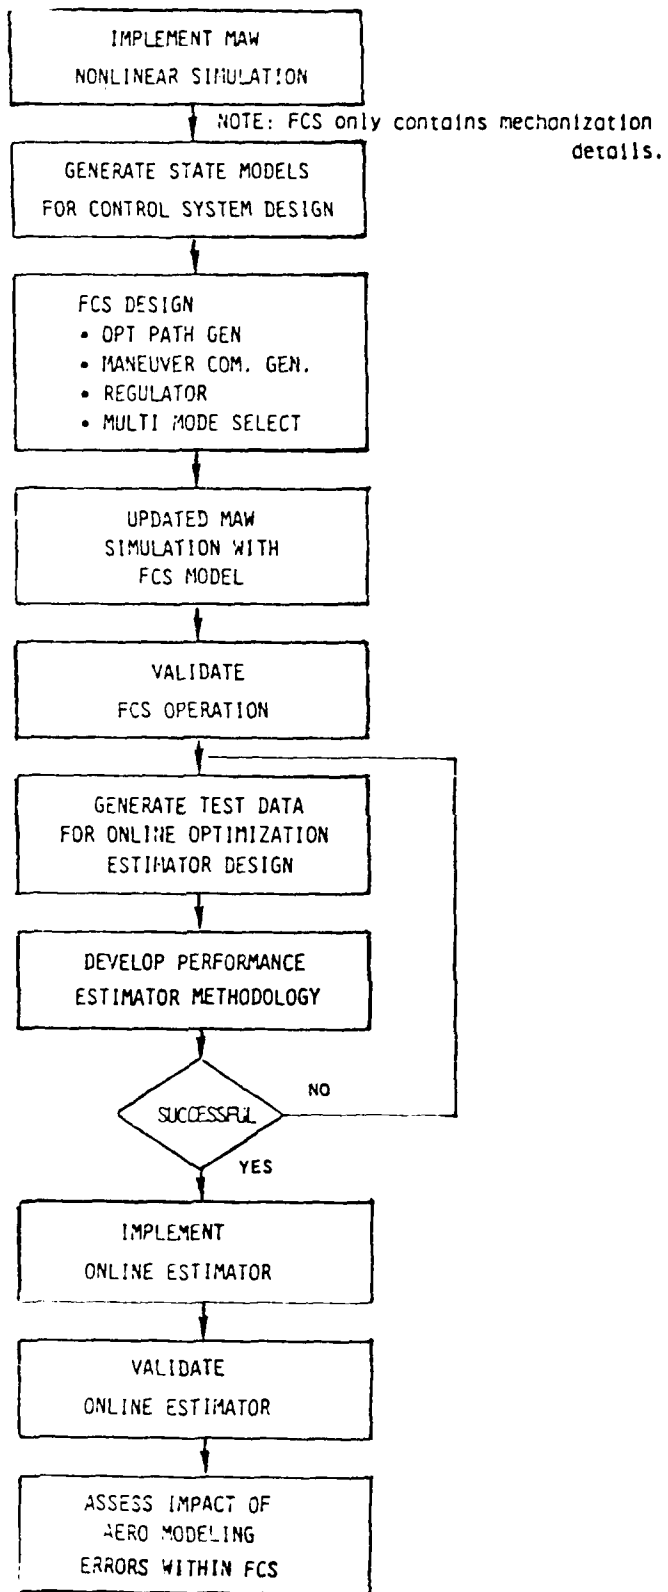 IMPLEMENT MAW
NONLINEAR SIMULATION
NOTE: FCS only contains mechanization
details.
GENERATE STATE MODELS
FOR CONTROL SYSTEM DESIGN
FCS DESIGN
• OPT PATH GEN
• MANEUVER COM. GEN.
• REGULATOR
• MULTI MODE SELECT
UPDATED MAW
SIMULATION WITH
FCS MODEL
VALIDATE
FCS OPERATION
GENERATE TEST DATA
FOR ONLINE OPTIMIZATION
ESTIMATOR DESIGN
DEVELOP PERFORMANCE
ESTIMATOR METHODOLOGY
SUCCESSFUL
NO
YES
IMPLEMENT
ONLINE ESTIMATOR
VALIDATE
ONLINE ESTIMATOR
ASSESS IMPACT OF
AERO MODELING
ERRORS WITHIN FCS